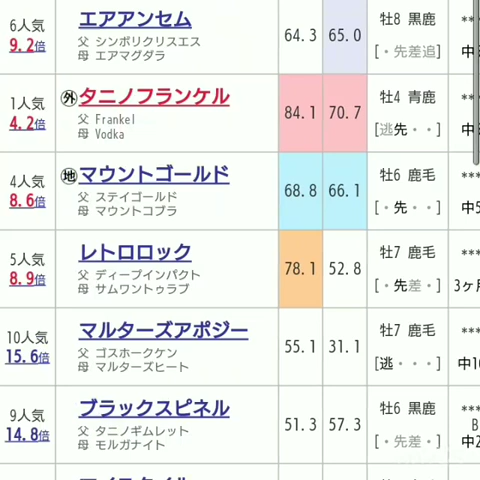 6人気 エアアンセム 64.3 65.0 牡8 黒鹿 **
9.2倍 父 シンボリクリスエス
母 エアマグダラ [・先差追] 中
1人気 外 タニノフランケル 84.1 70.7 牡4 青鹿 **
4.2倍 父 Frankel
母 Vodka [逃先・・] 中
4人気 地 マウントゴールド 68.8 66.1 牡6 鹿毛 ***
8.6倍 父 ステイゴールド
母 マウントコブラ [・先・・] 中5
5人気 レトロロック 78.1 52.8 牡7 鹿毛 ***
8.9倍 父 ディープインパクト
母 サムワントゥラブ [・先差・] 3ヶ月
10人気 マルターズアポジー 55.1 31.1 牡7 鹿毛 ***
15.6倍 父 ゴスホークケン
母 マルターズヒート [逃・・・] 中10
9人気 ブラックスピネル 51.3 57.3 牡6 黒鹿 ***
14.8倍 父 タニノギムレット B
母 モルガナイト [・先差・] 中2